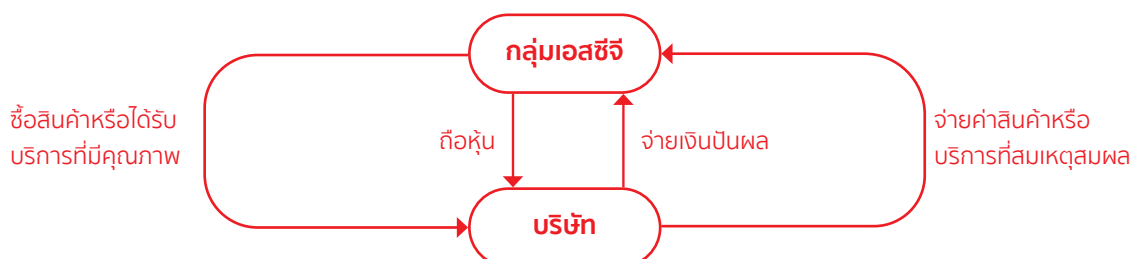 กลุ่มเอสซีจี
ซื้อสินค้าหรือได้รับ
บริการที่มีคุณภาพ
ถือหุ้น
จ่ายเงินปันผล
จ่ายค่าสินค้าหรือ
บริการที่สมเหตุสมผล
บริษัท